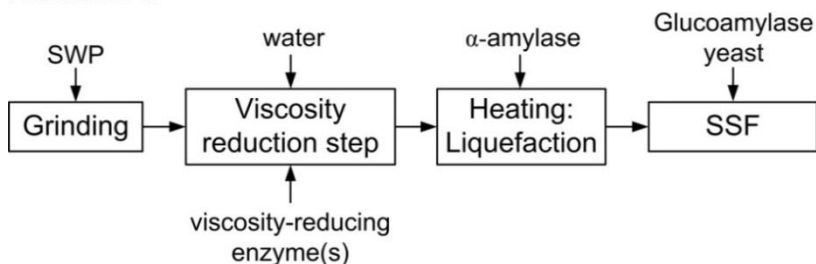 SWP
Grinding
water
Viscosity
reduction step
viscosity-reducing
enzyme(s)
α-amylase
Heating:
Liquefaction
Glucoamylase
yeast
SSF